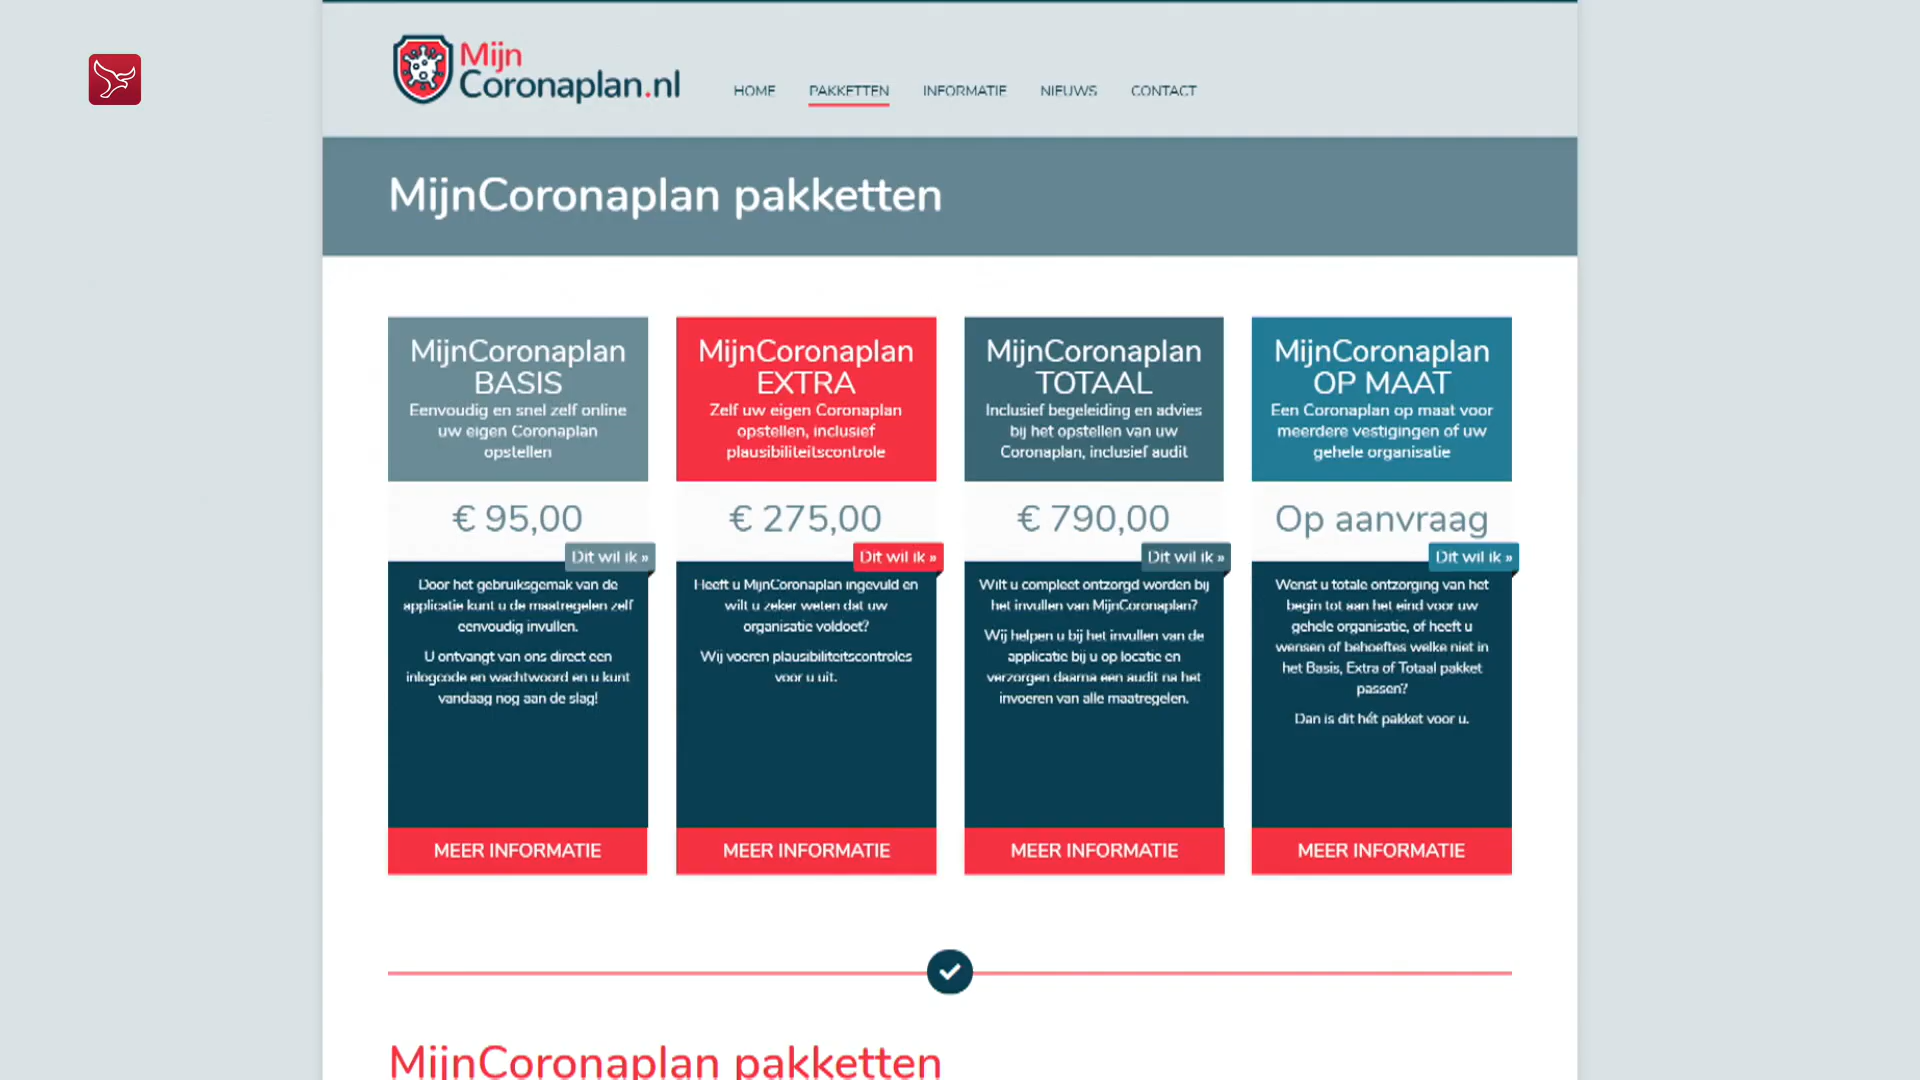 Mijn
Coronaplan.nl
HOME PAKKETTEN INFORMATIE NIEUWS CONTACT
MijnCoronaplan pakketten
MijnCoronaplan
BASIS
Eenvoudig en snel zelf online
uw eigen Coronaplan
opstellen
€ 95,00
Dit wil ik »
Door het gebruiksgemak van de
applicatie kunt u de maatregelen zelf
eenvoudig invullen.
U ontvangt van ons direct een
inlogcode en wachtwoord en u kunt
vandaag nog aan de slag!
MEER INFORMATIE
MijnCoronaplan
EXTRA
Zelf uw eigen Coronaplan
opstellen, inclusief
plausibiliteitscontrole
€ 275,00
Dit wil ik »
Heeft u MijnCoronaplan ingevuld en
wilt u zeker weten dat uw
organisatie voldoet?
Wij voeren plausibiliteitscontroles
voor u uit.
MEER INFORMATIE
MijnCoronaplan
TOTAAL
Inclusief begeleiding en advies
bij het opstellen van uw
Coronaplan, inclusief audit
€ 790,00
Dit wil ik »
Wilt u compleet ontzorgd worden bij
het invullen van MijnCoronaplan?
Wij helpen u bij het invullen van de
applicatie bij u op locatie en
verzorgen daarna een audit na het
invoeren van alle maatregelen.
MEER INFORMATIE
MijnCoronaplan
OP MAAT
Een Coronaplan op maat voor
meerdere vestigingen of uw
gehele organisatie
Op aanvraag
Dit wil ik »
Wenst u totale ontzorging van het
begin tot aan het eind voor uw
gehele organisatie, of heeft u
wensen of behoeftes welke niet in
het Basis, Extra of Totaal pakket
passen?
Dan is dit hét pakket voor u.
MEER INFORMATIE
MijnCoronaplan pakketten